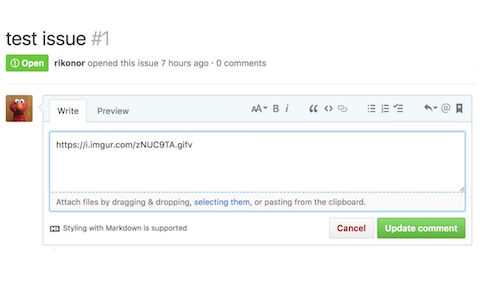 test issue #1
Open rikonor opened this issue 7 hours ago · 0 comments
Write Preview AA B i
https://i.imgur.com/zNUC9TA.gifv
Attach files by dragging & dropping, selecting them, or pasting from the clipboard.
Styling with Markdown is supported Cancel Update comment